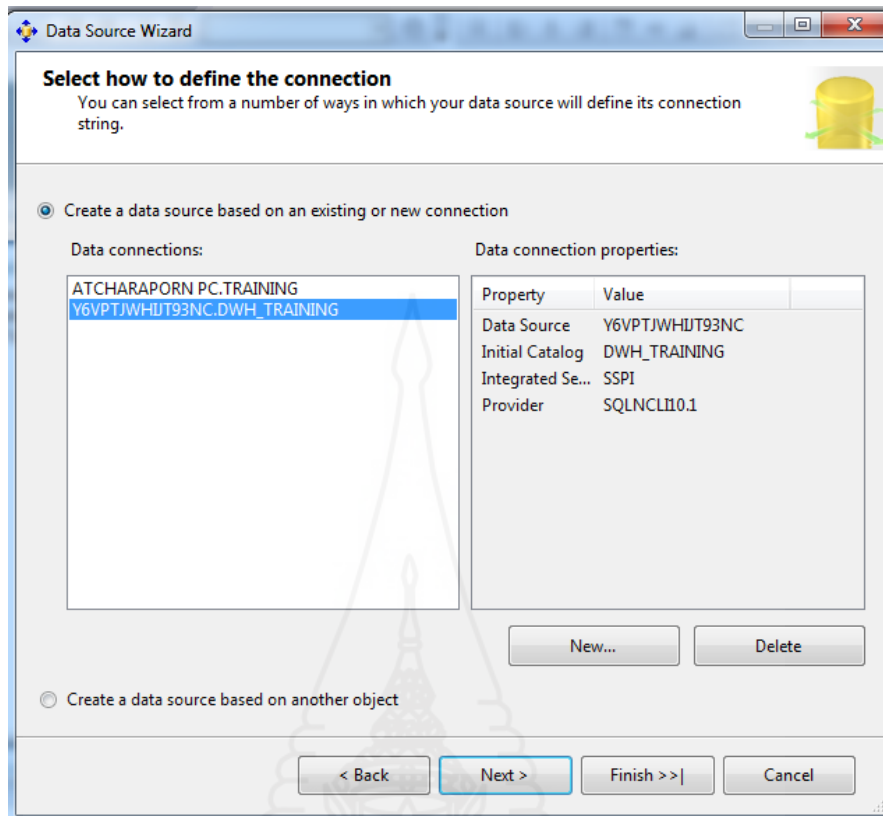 Data Source Wizard
Select how to define the connection
You can select from a number of ways in which your data source will define its connection
string.
Create a data source based on an existing or new connection
Data connections:
ATCHARAPORN PC.TRAINING
Y6VPTJWHIJT93NC.DWH_TRAINING
Data connection properties:
Property Value
Data Source Y6VPTJWHIJT93NC
Initial Catalog DWH_TRAINING
Integrated Se... SSPI
Provider SQLNCLI10.1
New... Delete
Create a data source based on another object
< Back Next > Finish >>| Cancel